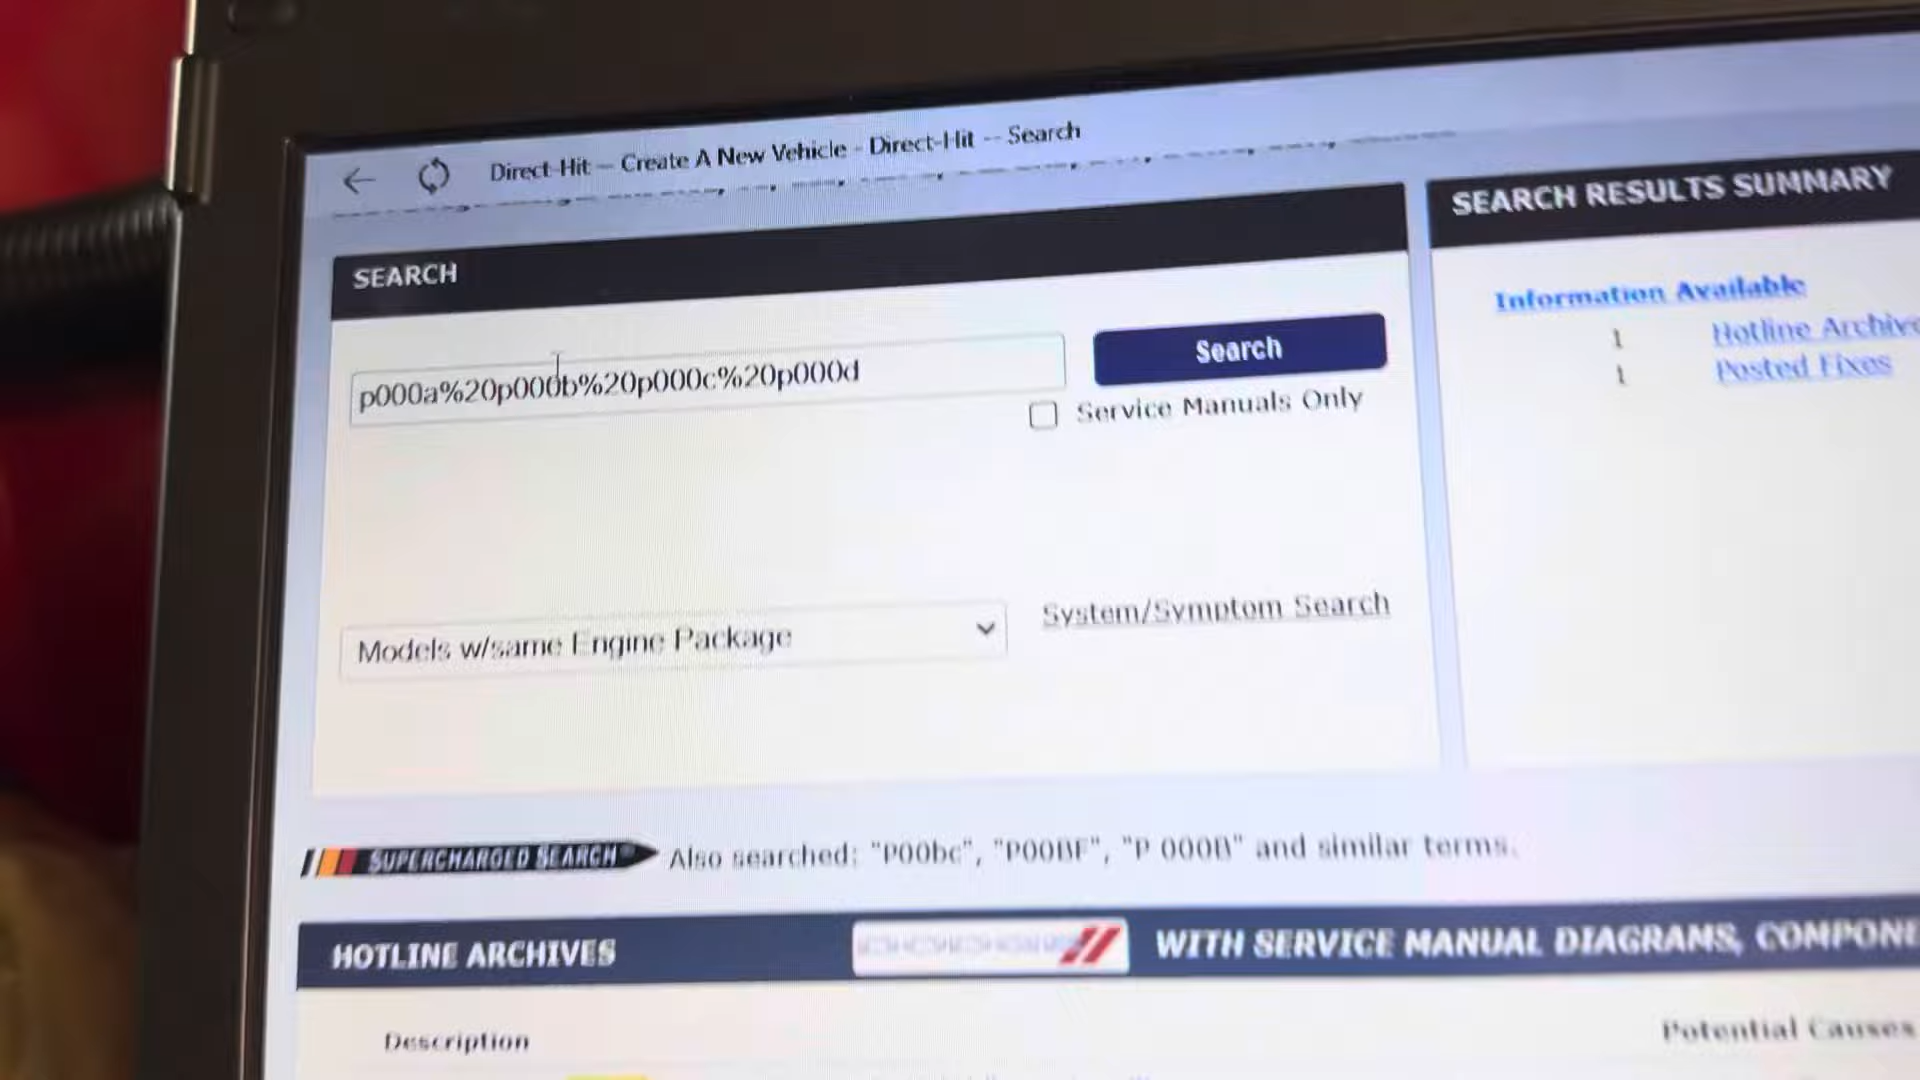 Direct-Hit -- Create A New Vehicle - Direct-Hit -- Search
SEARCH
p000a%20p000b%20p000c%20p000d
Search
Service Manuals Only
Models w/same Engine Package
System/Symptom Search
SEARCH RESULTS SUMMARY
Information Available
1 Hotline Archive
1 Posted Fixes
SUPERCHARGED SEARCH Also searched: "P00bc", "P00BF", "P 000B" and similar terms.
HOTLINE ARCHIVES
WITH SERVICE MANUAL DIAGRAMS, COMPONE
Description
Potential Causes